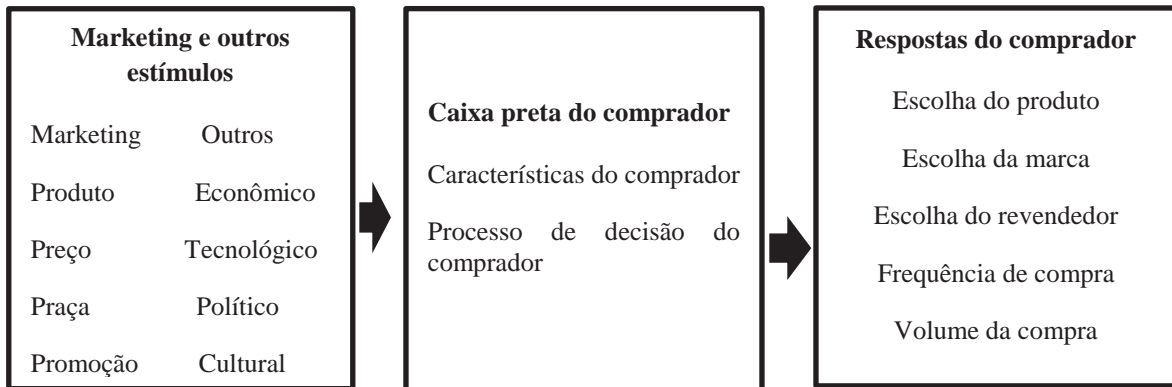 Marketing e outros
estímulos
Marketing Outros
Produto Econômico
Preço Tecnológico
Praça Político
Promoção Cultural
Caixa preta do comprador
Características do comprador
Processo de decisão do
comprador
Respostas do comprador
Escolha do produto
Escolha da marca
Escolha do revendedor
Frequência de compra
Volume da compra